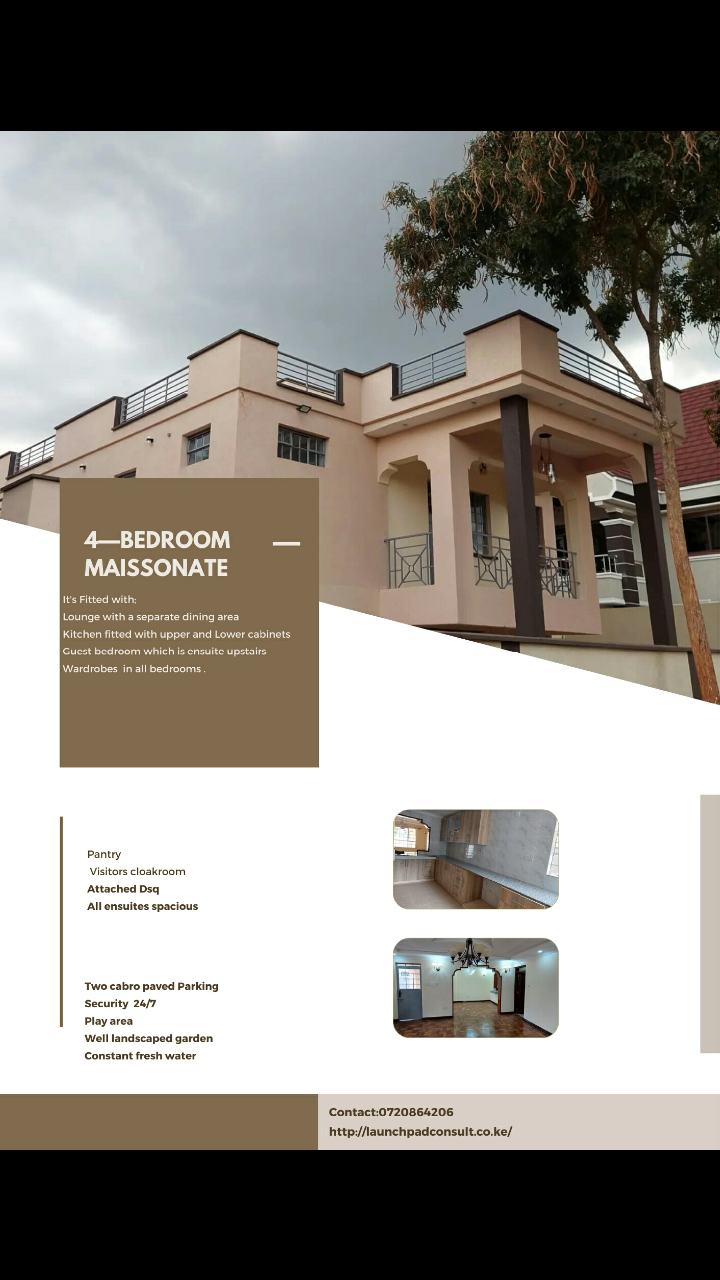 4—BEDROOM
MAISSONATE
It's Fitted with;
Lounge with a separate dining area
Kitchen fitted with upper and Lower cabinets
Guest bedroom which is ensuite upstairs
Wardrobes in all bedrooms .
Pantry
Visitors cloakroom
Attached Dsq
All ensuites spacious
Two cabro paved Parking
Security 24/7
Play area
Well landscaped garden
Constant fresh water
Contact:0720864206
http://launchpadconsult.co.ke/